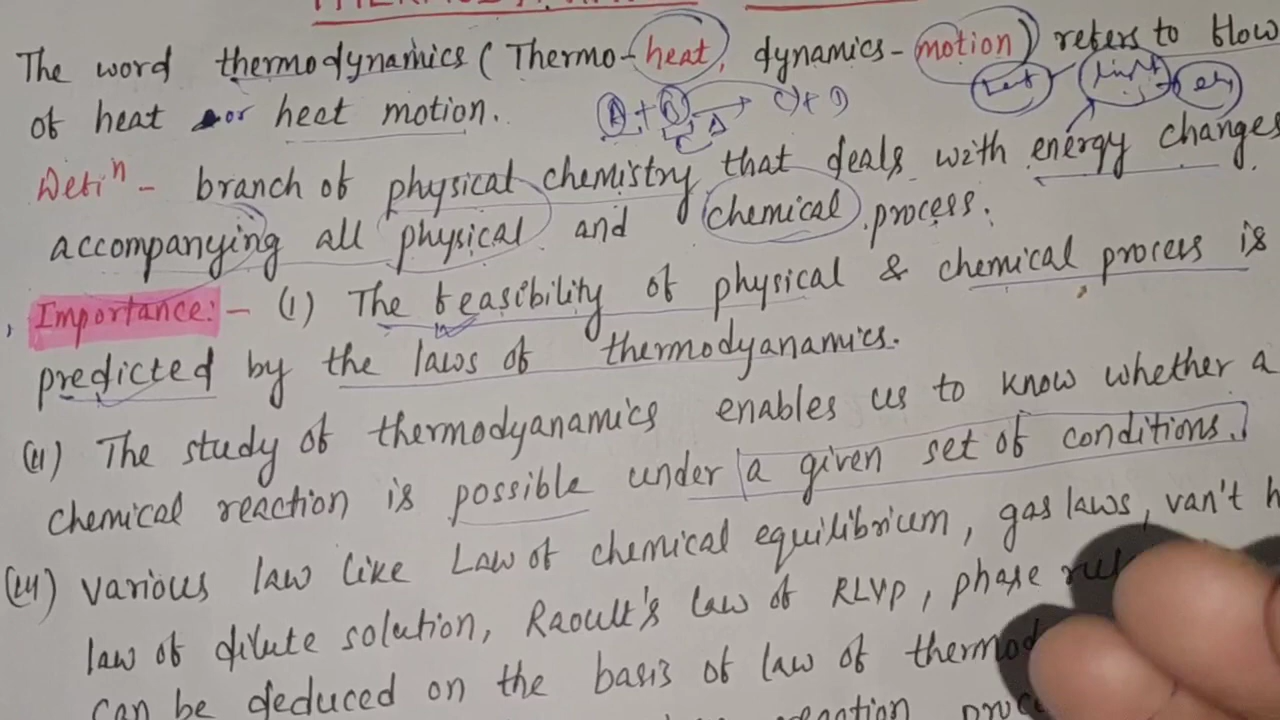 The word thermodynamics ( Thermo-heat, dynamics- motion) refers to flow
of heat or heat motion.
A + B → C + D
Δ
Heat light
Defiⁿ - branch of physical chemistry that deals with energy changes
accompanying all physical and chemical process.
Importance:- (i) The feasibility of physical & chemical process is
predicted by the laws of thermodyanamics.
(ii) The study of thermodyanamics enables us to know whether a
chemical reaction is possible under a given set of conditions.
(iii) various law like Law of chemical equilibrium, gas laws, van't h
law of dilute solution, Raoult's law of RLVP, phase
can be deduced on the basis of law of thermod